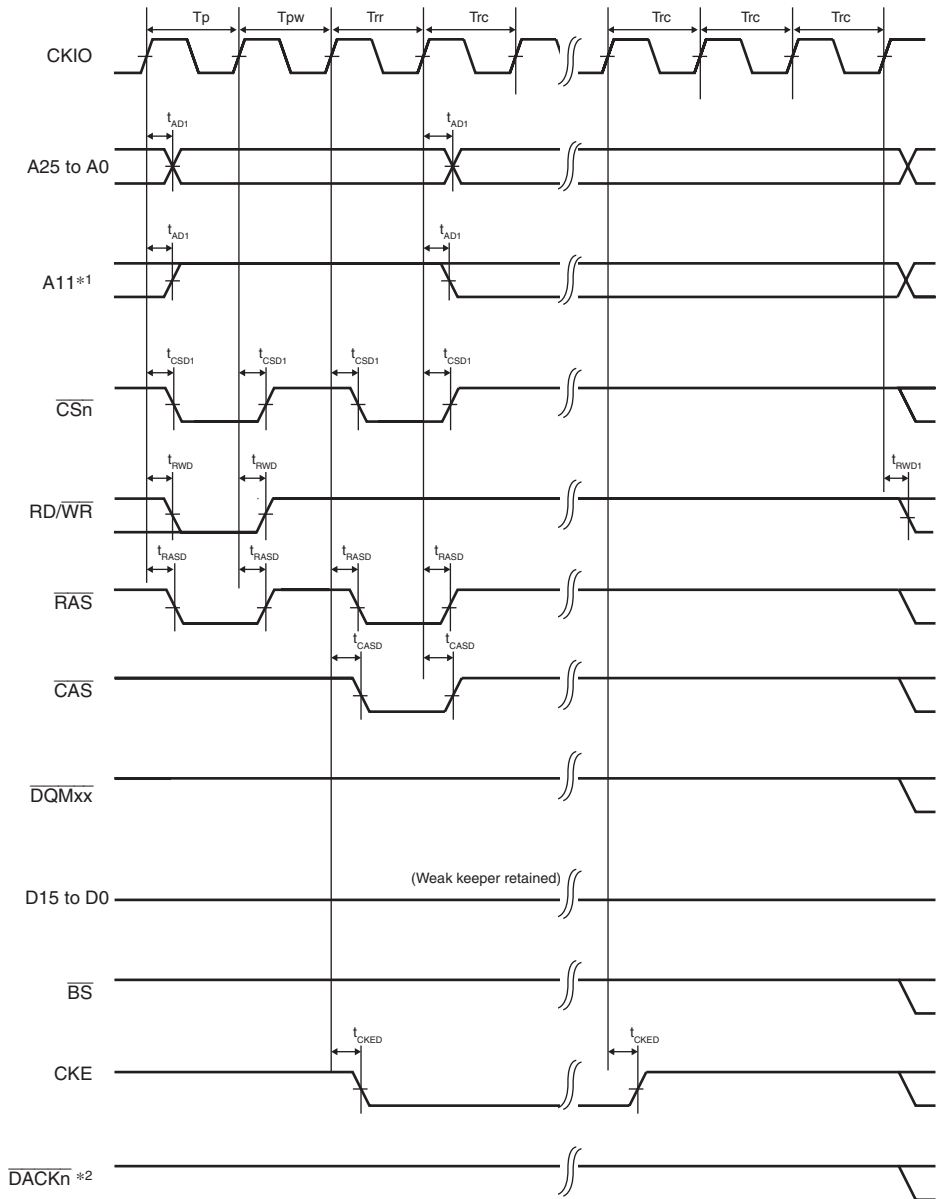 Tp Tpw Trr Trc Trc Trc Trc
CKIO
tAD1 tAD1
A25 to A0
tAD1 tAD1
A11*1
tCSD1 tCSD1 tCSD1 tCSD1
CSn
tRWD tRWD tRWD1
RD/WR
tRASD tRASD tRASD tRASD
RAS
tCASD tCASD
CAS
DQMxx
(Weak keeper retained)
D15 to D0
BS
tCKED tCKED
CKE
DACKn *2